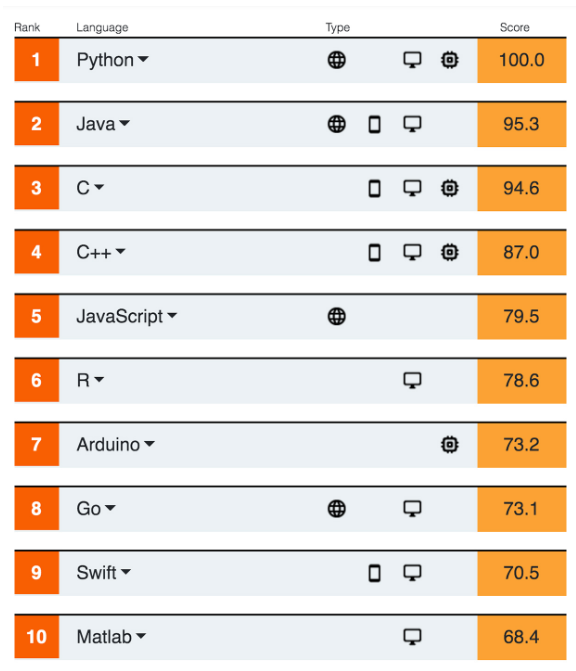 Rank Language Type Score
1 Python 100.0
2 Java 95.3
3 C 94.6
4 C++ 87.0
5 JavaScript 79.5
6 R 78.6
7 Arduino 73.2
8 Go 73.1
9 Swift 70.5
10 Matlab 68.4